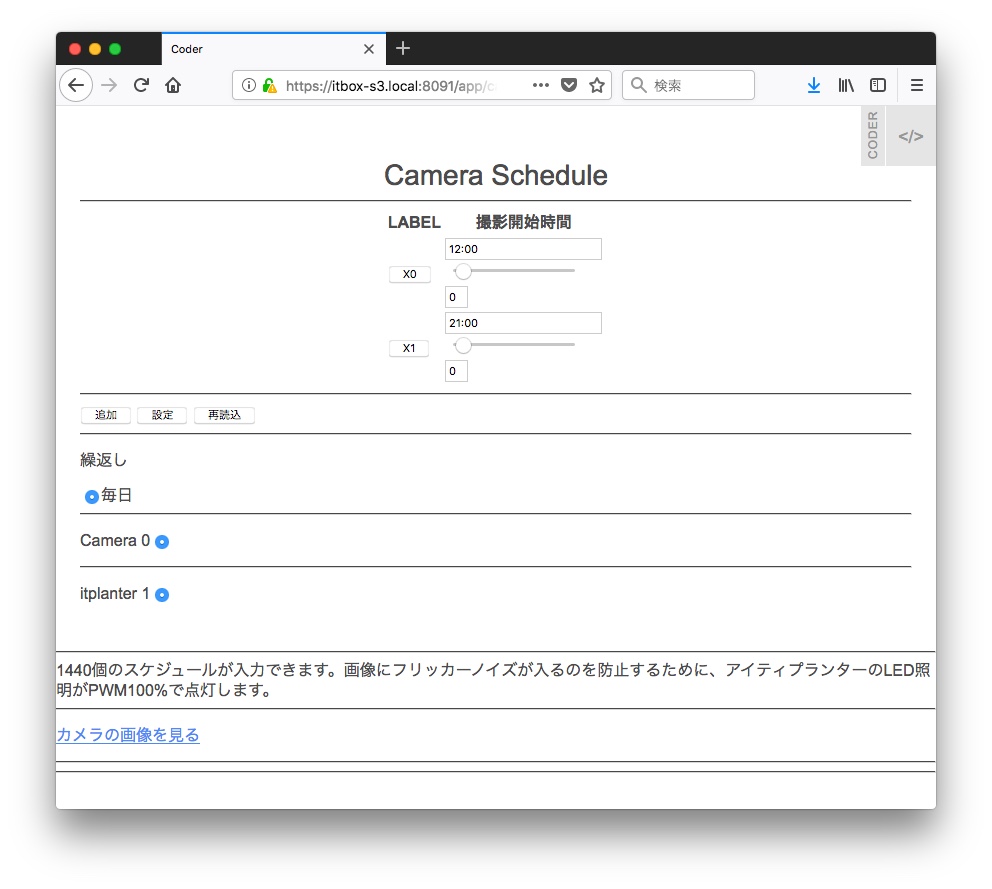 Coder
https://itbox-s3.local:8091/app/c
検索
CODER
</>
Camera Schedule
LABEL 撮影開始時間
12:00
X0
0
21:00
X1
0
追加 設定 再読込
繰返し
毎日
Camera 0
itplanter 1
1440個のスケジュールが入力できます。画像にフリッカーノイズが入るのを防止するために、アイティプランターのLED照
明がPWM100%で点灯します。
カメラの画像を見る